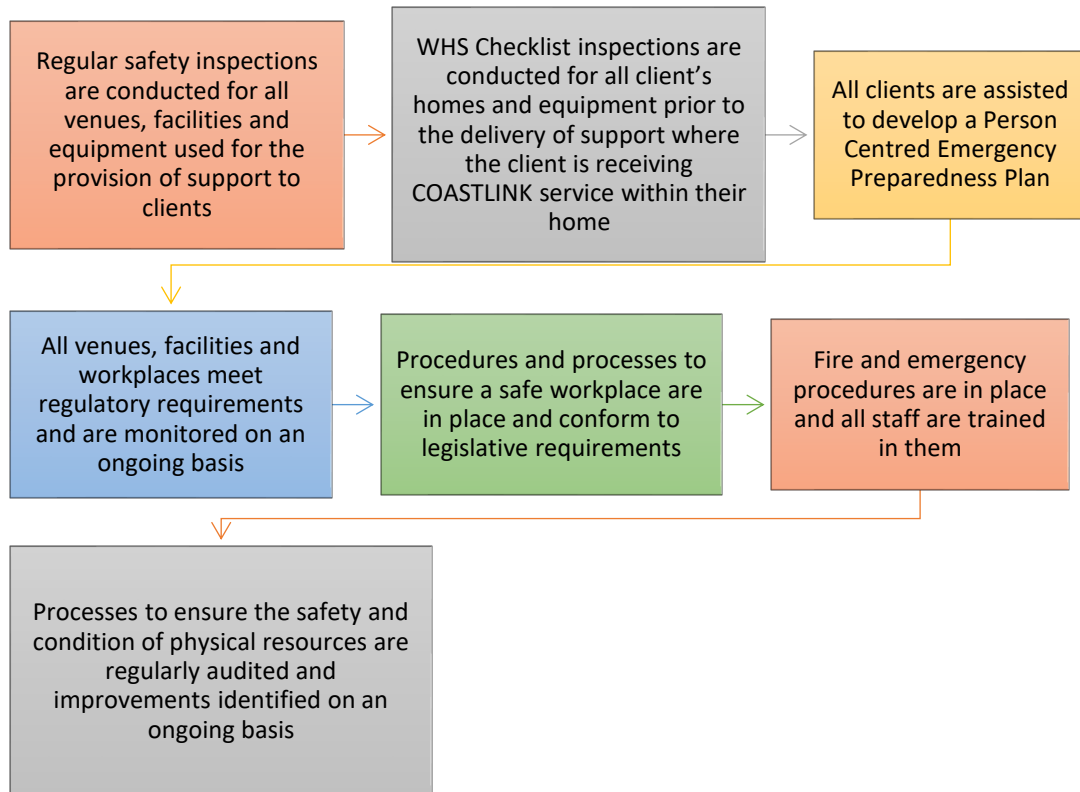 Regular safety inspections
are conducted for all
venues, facilities and
equipment used for the
provision of support to
clients
WHS Checklist inspections are
conducted for all client’s
homes and equipment prior to
the delivery of support where
the client is receiving
COASTLINK service within their
home
All clients are assisted
to develop a Person
Centred Emergency
Preparedness Plan
All venues, facilities and
workplaces meet
regulatory requirements
and are monitored on an
ongoing basis
Procedures and processes to
ensure a safe workplace are
in place and conform to
legislative requirements
Fire and emergency
procedures are in place
and all staff are trained
in them
Processes to ensure the safety and
condition of physical resources are
regularly audited and
improvements identified on an
ongoing basis